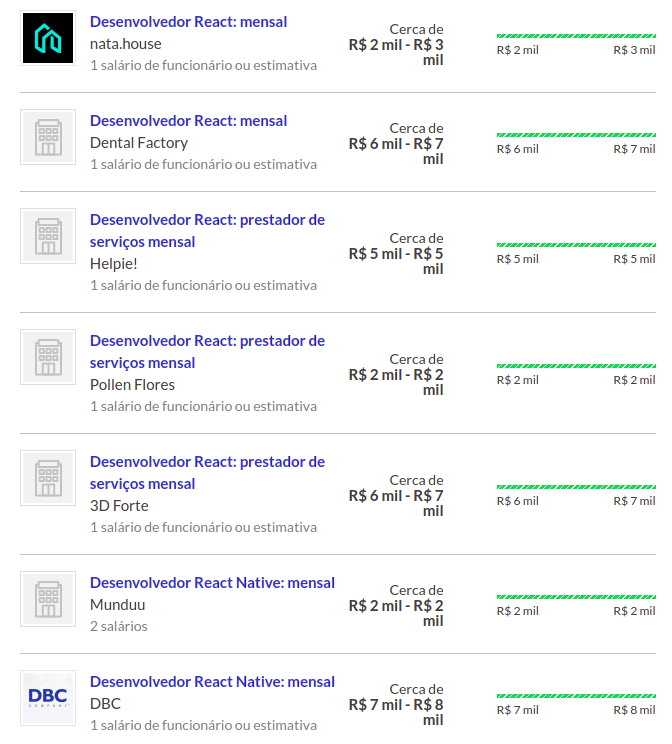 Desenvolvedor React: mensal
nata.house
1 salário de funcionário ou estimativa
Cerca de
R$ 2 mil - R$ 3
mil
R$ 2 mil
R$ 3 mil
Desenvolvedor React: mensal
Dental Factory
1 salário de funcionário ou estimativa
Cerca de
R$ 6 mil - R$ 7
mil
R$ 6 mil
R$ 7 mil
Desenvolvedor React: prestador de
serviços mensal
Helpie!
1 salário de funcionário ou estimativa
Cerca de
R$ 5 mil - R$ 5
mil
R$ 5 mil
R$ 5 mil
Desenvolvedor React: prestador de
serviços mensal
Pollen Flores
1 salário de funcionário ou estimativa
Cerca de
R$ 2 mil - R$ 2
mil
R$ 2 mil
R$ 2 mil
Desenvolvedor React: prestador de
serviços mensal
3D Forte
1 salário de funcionário ou estimativa
Cerca de
R$ 6 mil - R$ 7
mil
R$ 6 mil
R$ 7 mil
Desenvolvedor React Native: mensal
Munduu
2 salários
Cerca de
R$ 2 mil - R$ 2
mil
R$ 2 mil
R$ 2 mil
DBC
COMPANY
Desenvolvedor React Native: mensal
DBC
1 salário de funcionário ou estimativa
Cerca de
R$ 7 mil - R$ 8
mil
R$ 7 mil
R$ 8 mil